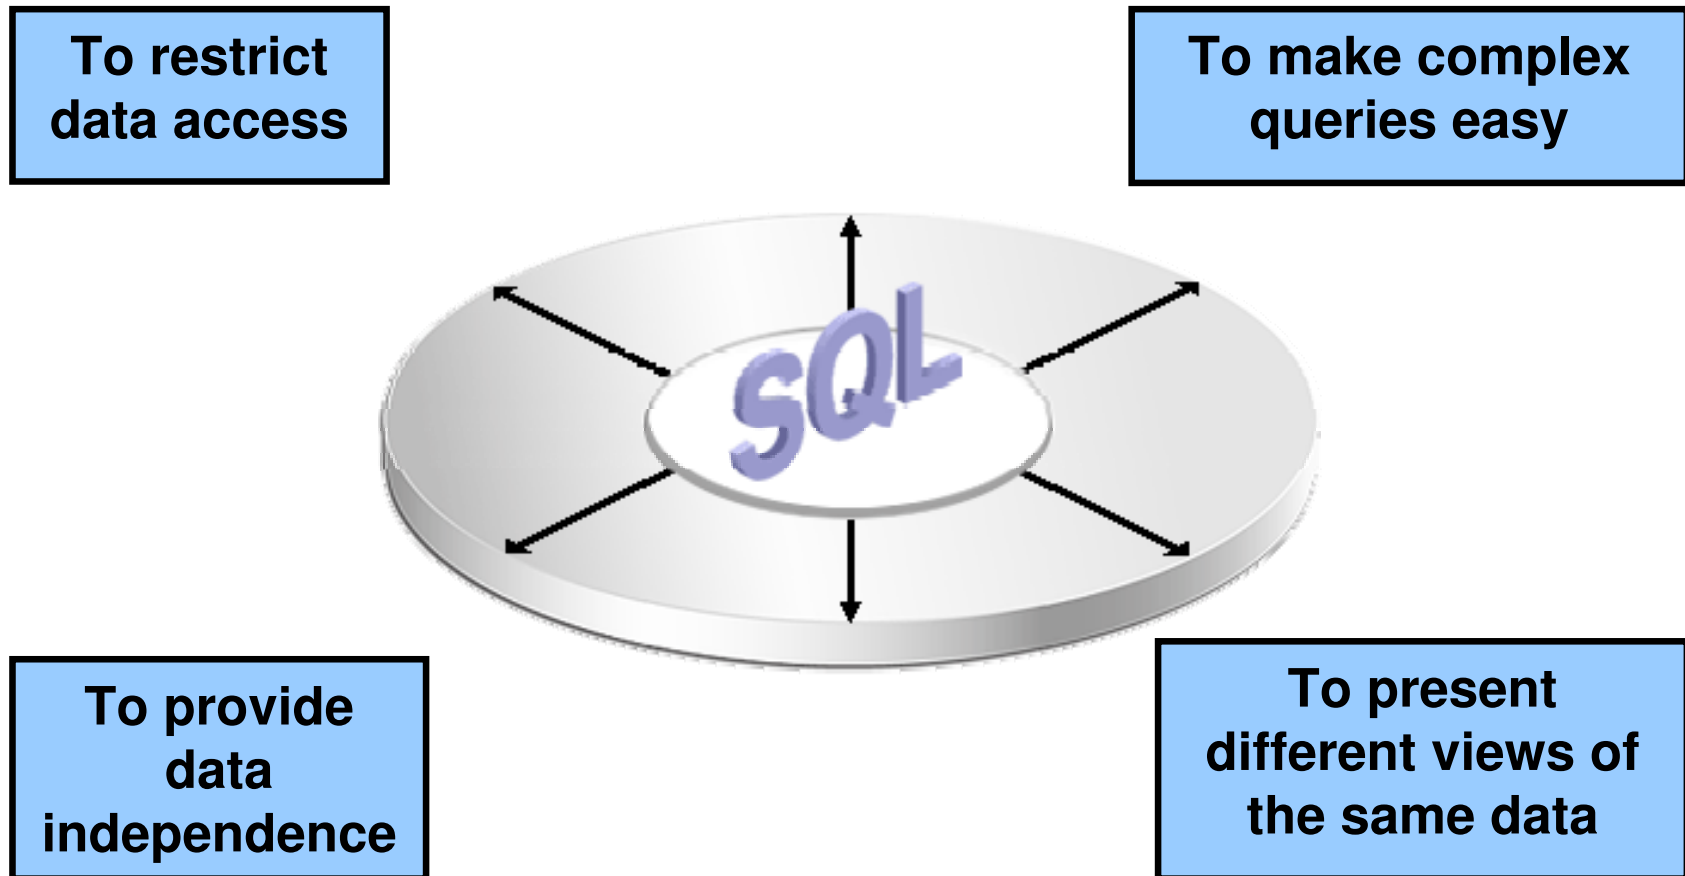 To restrict
data access
To make complex
queries easy
SQL
To provide
data
independence
To present
different views of
the same data